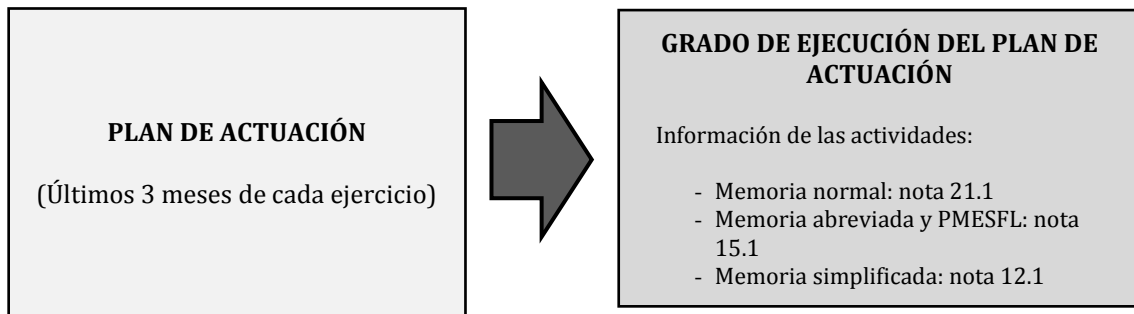 PLAN DE ACTUACIÓN
(Últimos 3 meses de cada ejercicio)
GRADO DE EJECUCIÓN DEL PLAN DE
ACTUACIÓN
Información de las actividades:
- Memoria normal: nota 21.1
- Memoria abreviada y PMESFL: nota
15.1
- Memoria simplificada: nota 12.1